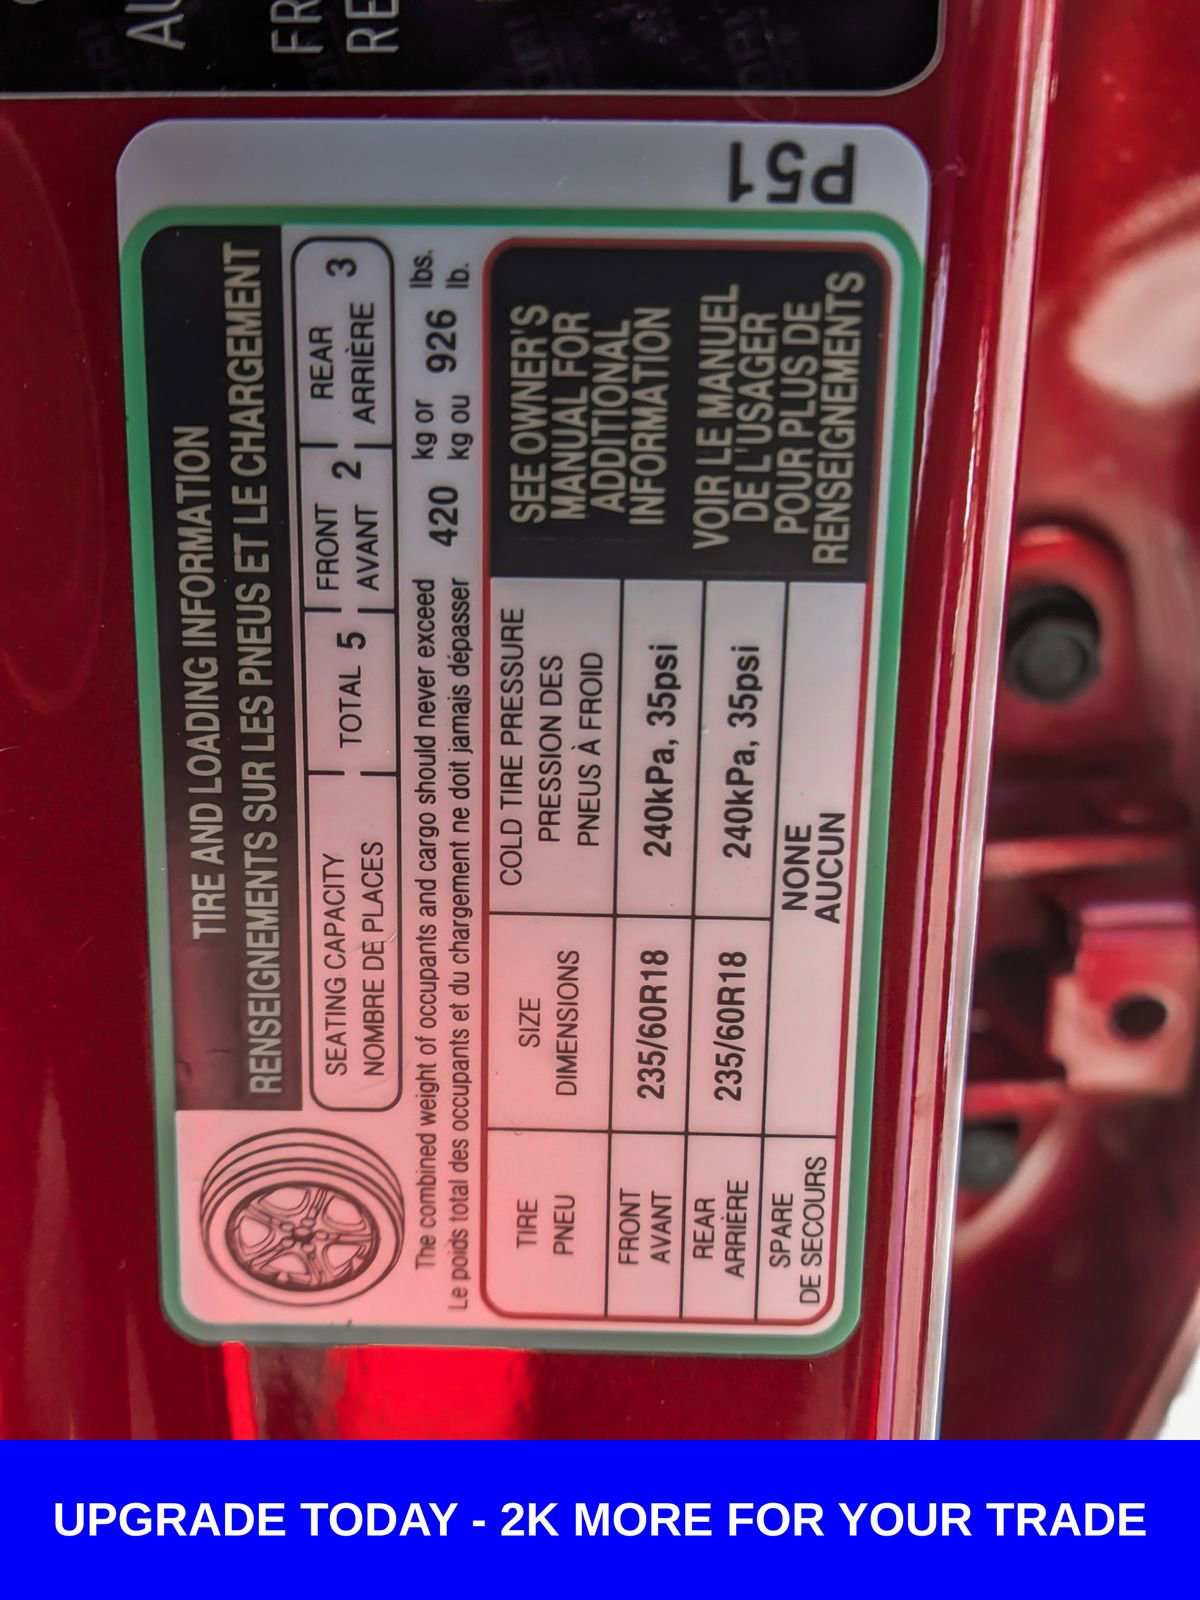 AU
FR
RE
P51
TIRE AND LOADING INFORMATION
RENSEIGNEMENTS SUR LES PNEUS ET LE CHARGEMENT
SEATING CAPACITY
NOMBRE DE PLACES
TOTAL 5
FRONT
AVANT 2
REAR
ARRIÈRE 3
The combined weight of occupants and cargo should never exceed 420 kg or 926 lbs.
Le poids total des occupants et du chargement ne doit jamais dépasser kg ou lb.
TIRE
PNEU
SIZE
DIMENSIONS
COLD TIRE PRESSURE
PRESSION DES
PNEUS À FROID
FRONT
AVANT
235/60R18
240kPa, 35psi
REAR
ARRIÈRE
235/60R18
240kPa, 35psi
SPARE
DE SECOURS
NONE
AUCUN
SEE OWNER'S
MANUAL FOR
ADDITIONAL
INFORMATION
VOIR LE MANUEL
DE L'USAGER
POUR PLUS DE
RENSEIGNEMENTS
UPGRADE TODAY - 2K MORE FOR YOUR TRADE